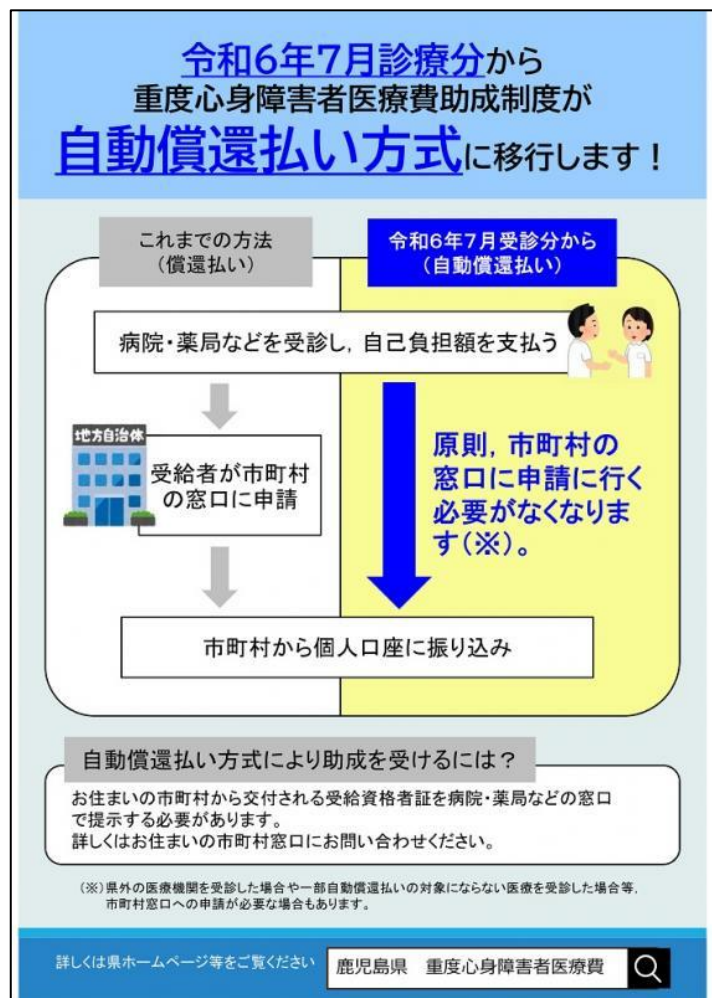 令和6年7月診療分から
重度心身障害者医療費助成制度が
自動償還払い方式に移行します！
これまでの方法
（償還払い）
令和6年7月受診分から
（自動償還払い）
病院・薬局などを受診し，自己負担額を支払う
地方自治体
受給者が市町村
の窓口に申請
原則，市町村の
窓口に申請に行く
必要がなくなりま
す（※）。
市町村から個人口座に振り込み
自動償還払い方式により助成を受けるには？
お住まいの市町村から交付される受給資格者証を病院・薬局などの窓口
で提示する必要があります。
詳しくはお住まいの市町村窓口にお問い合わせください。
（※）県外の医療機関を受診した場合や一部自動償還払いの対象にならない医療を受診した場合等，
市町村窓口への申請が必要な場合もあります。
詳しくは県ホームページ等をご覧ください
鹿児島県　重度心身障害者医療費